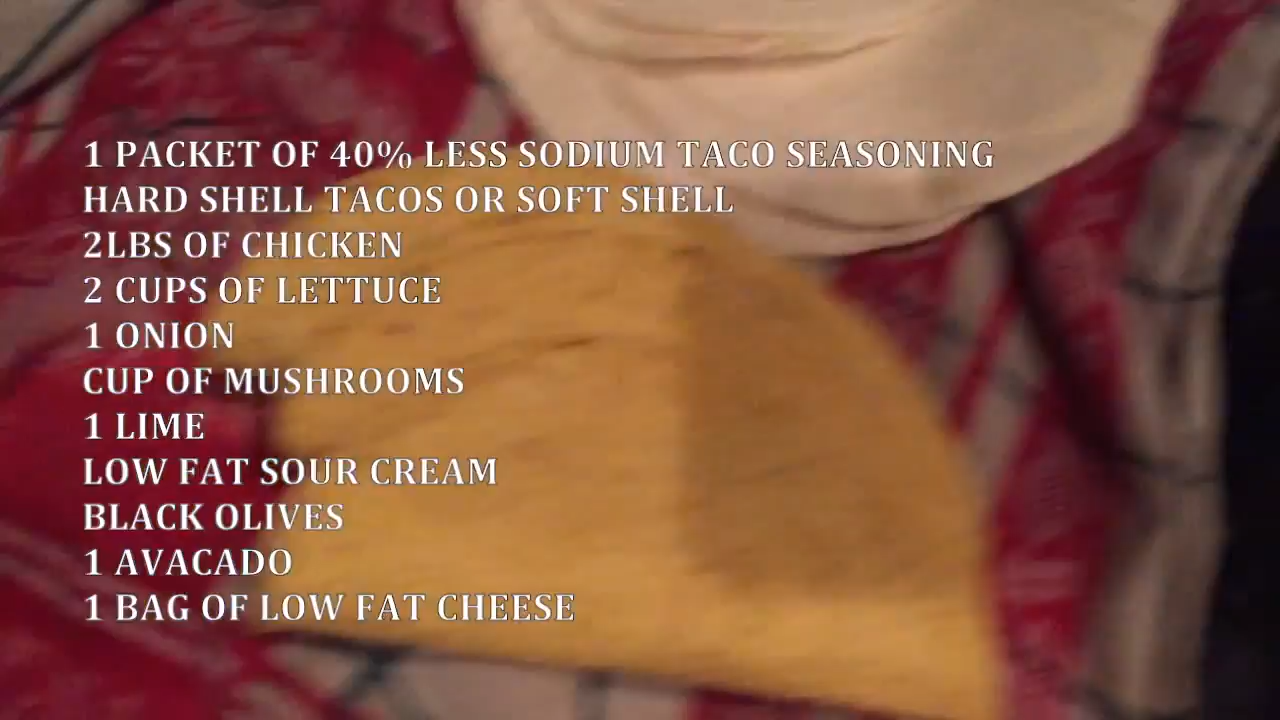 1 PACKET OF 40% LESS SODIUM TACO SEASONING
HARD SHELL TACOS OR SOFT SHELL
2LBS OF CHICKEN
2 CUPS OF LETTUCE
1 ONION
CUP OF MUSHROOMS
1 LIME
LOW FAT SOUR CREAM
BLACK OLIVES
1 AVACADO
1 BAG OF LOW FAT CHEESE